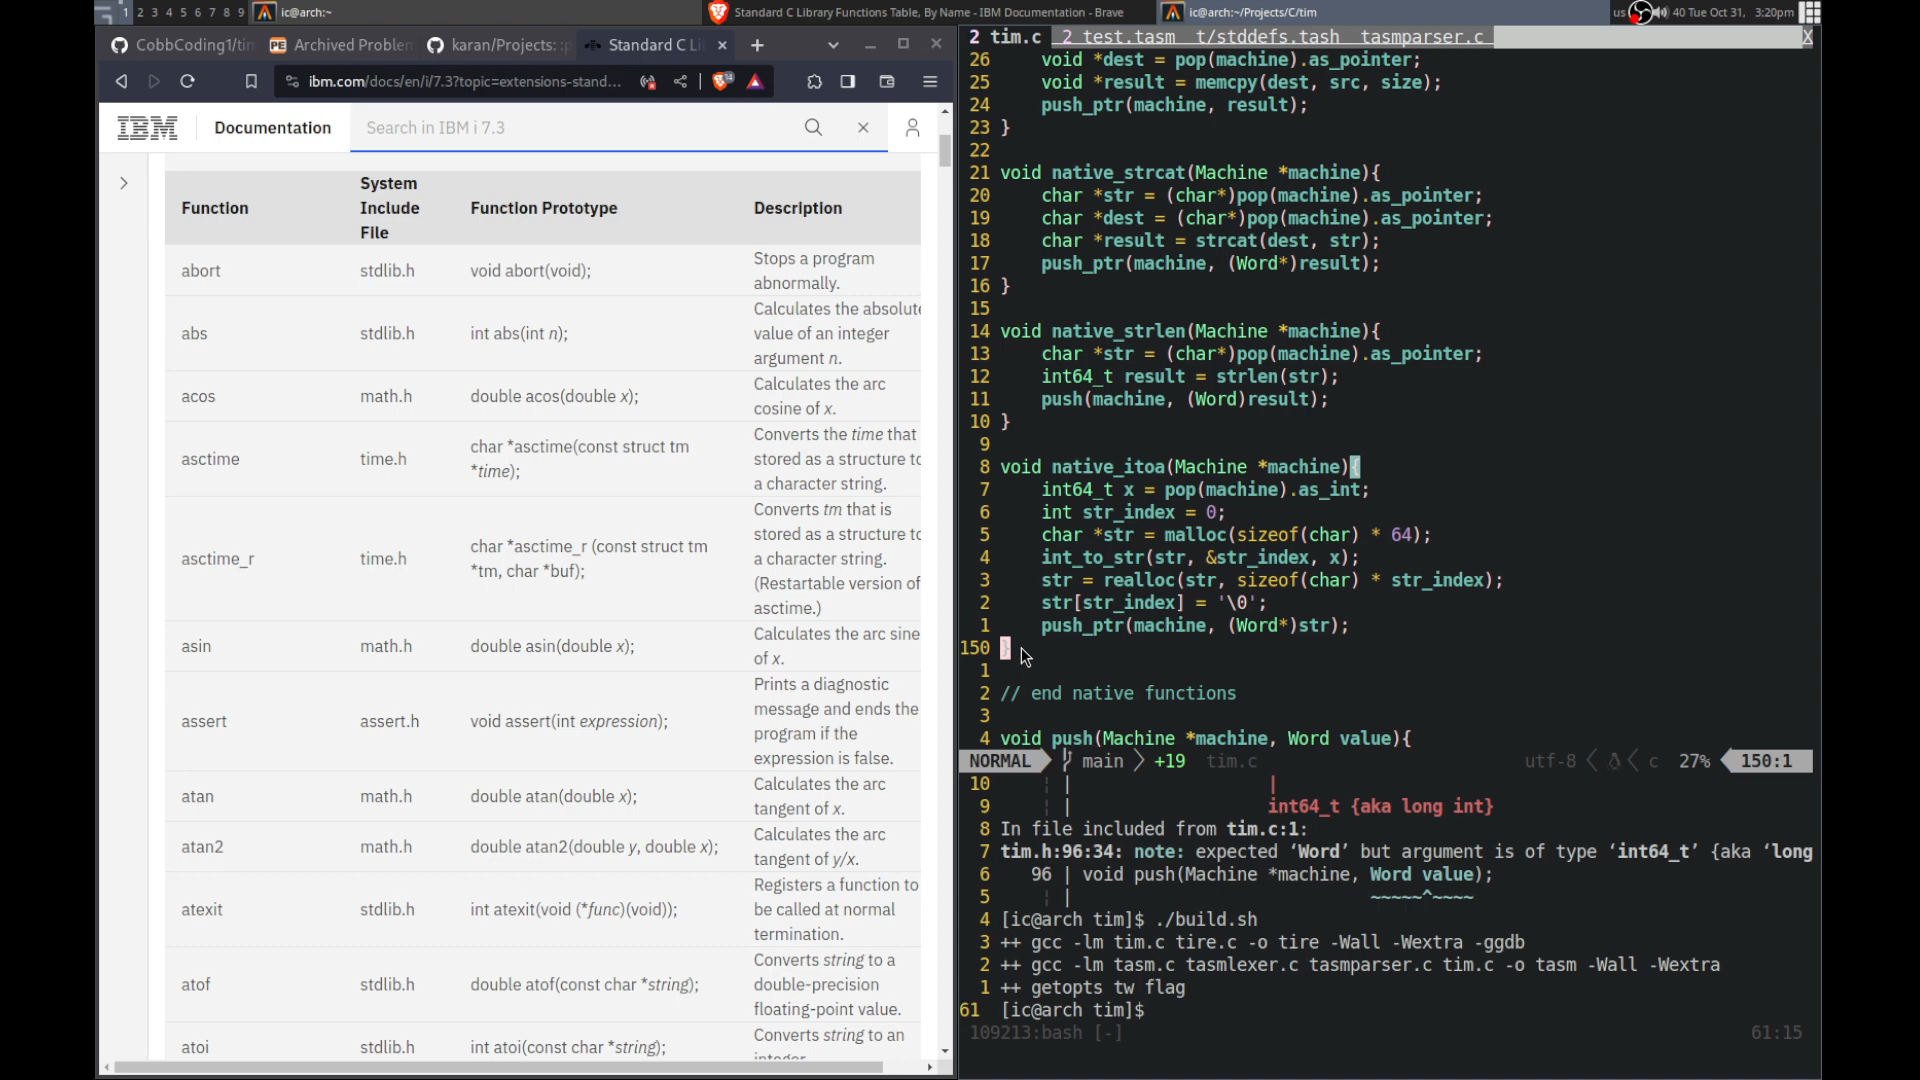 1 2 3 4 5 6 7 8 9 ic@arch:~ Standard C Library Functions Table, By Name - IBM Documentation - Brave ic@arch:~/Projects/C/tim us 40 Tue Oct 31, 3:20pm
CobbCoding1/tim PE Archived Problem karan/Projects: :p Standard C Li
ibm.com/docs/en/i/7.3?topic=extensions-stand... 14
IBM Documentation Search in IBM i 7.3
Function System Include File Function Prototype Description
abort stdlib.h void abort(void); Stops a program
abnormally.
abs stdlib.h int abs(int n); Calculates the absolute
value of an integer
argument n.
acos math.h double acos(double x); Calculates the arc
cosine of x.
asctime time.h char *asctime(const struct tm
*time); Converts the time that
stored as a structure to
a character string.
asctime_r time.h char *asctime_r (const struct tm
*tm, char *buf); Converts tm that is
stored as a structure to
a character string.
(Restartable version of
asctime.)
asin math.h double asin(double x); Calculates the arc sine
of x.
assert assert.h void assert(int expression); Prints a diagnostic
message and ends the
program if the
expression is false.
atan math.h double atan(double x); Calculates the arc
tangent of x.
atan2 math.h double atan2(double y, double x); Calculates the arc
tangent of y/x.
atexit stdlib.h int atexit(void (*func)(void)); Registers a function to
be called at normal
termination.
atof stdlib.h double atof(const char *string); Converts string to a
double-precision
floating-point value.
atoi stdlib.h int atoi(const char *string); Converts string to an
integer.
2 tim.c 2 test.tasm t/stddefs.tash tasmparser.c X
26 void *dest = pop(machine).as_pointer;
25 void *result = memcpy(dest, src, size);
24 push_ptr(machine, result);
23 }
22
21 void native_strcat(Machine *machine){
20 char *str = (char*)pop(machine).as_pointer;
19 char *dest = (char*)pop(machine).as_pointer;
18 char *result = strcat(dest, str);
17 push_ptr(machine, (Word*)result);
16 }
15
14 void native_strlen(Machine *machine){
13 char *str = (char*)pop(machine).as_pointer;
12 int64_t result = strlen(str);
11 push(machine, (Word)result);
10 }
9
8 void native_itoa(Machine *machine){
7 int64_t x = pop(machine).as_int;
6 int str_index = 0;
5 char *str = malloc(sizeof(char) * 64);
4 int_to_str(str, &str_index, x);
3 str = realloc(str, sizeof(char) * str_index);
2 str[str_index] = '\0';
1 push_ptr(machine, (Word*)str);
150 }
1
2 // end native functions
3
4 void push(Machine *machine, Word value){
NORMAL main +19 tim.c utf-8 c 27% 150:1
10 | |
9 | int64_t {aka long int}
8 In file included from tim.c:1:
7 tim.h:96:34: note: expected ‘Word’ but argument is of type ‘int64_t’ {aka ‘long
6 96 | void push(Machine *machine, Word value);
5 | ~~~~~^~~~~
4 [ic@arch tim]$ ./build.sh
3 ++ gcc -lm tim.c tire.c -o tire -Wall -Wextra -ggdb
2 ++ gcc -lm tasm.c tasmlexer.c tasmparser.c tim.c -o tasm -Wall -Wextra
1 ++ getopts tw flag
61 [ic@arch tim]$
109213:bash [-] 61:15